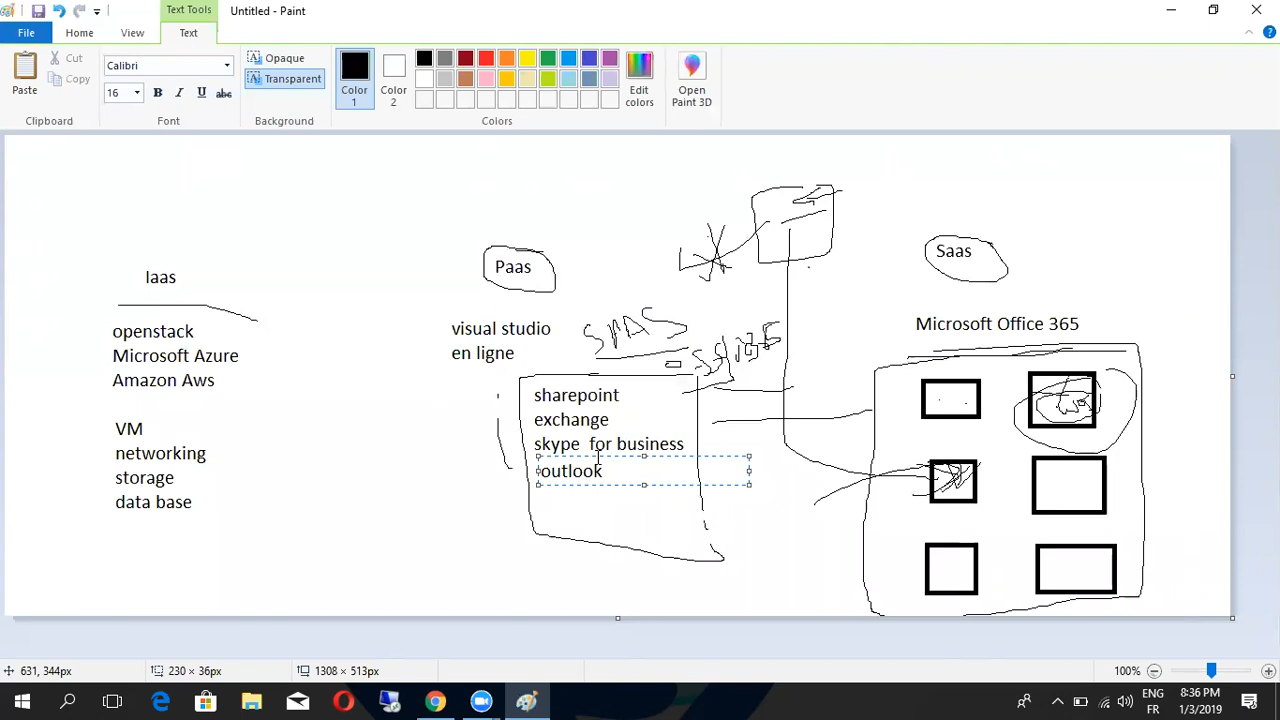 Text Tools
Untitled - Paint
File
Home
View
Text
Paste
Cut
Copy
Clipboard
Calibri
16
B
I
U
abc
Font
Opaque
Transparent
Background
Color 1
Color 2
Edit colors
Colors
Open Paint 3D
Iaas
openstack
Microsoft Azure
Amazon Aws
VM
networking
storage
data base
Paas
visual studio
en ligne
sharepoint
exchange
skype for business
outlook
Saas
Microsoft Office 365
631, 344px
230 × 36px
1308 × 513px
100%
ENG
FR
8:36 PM
1/3/2019